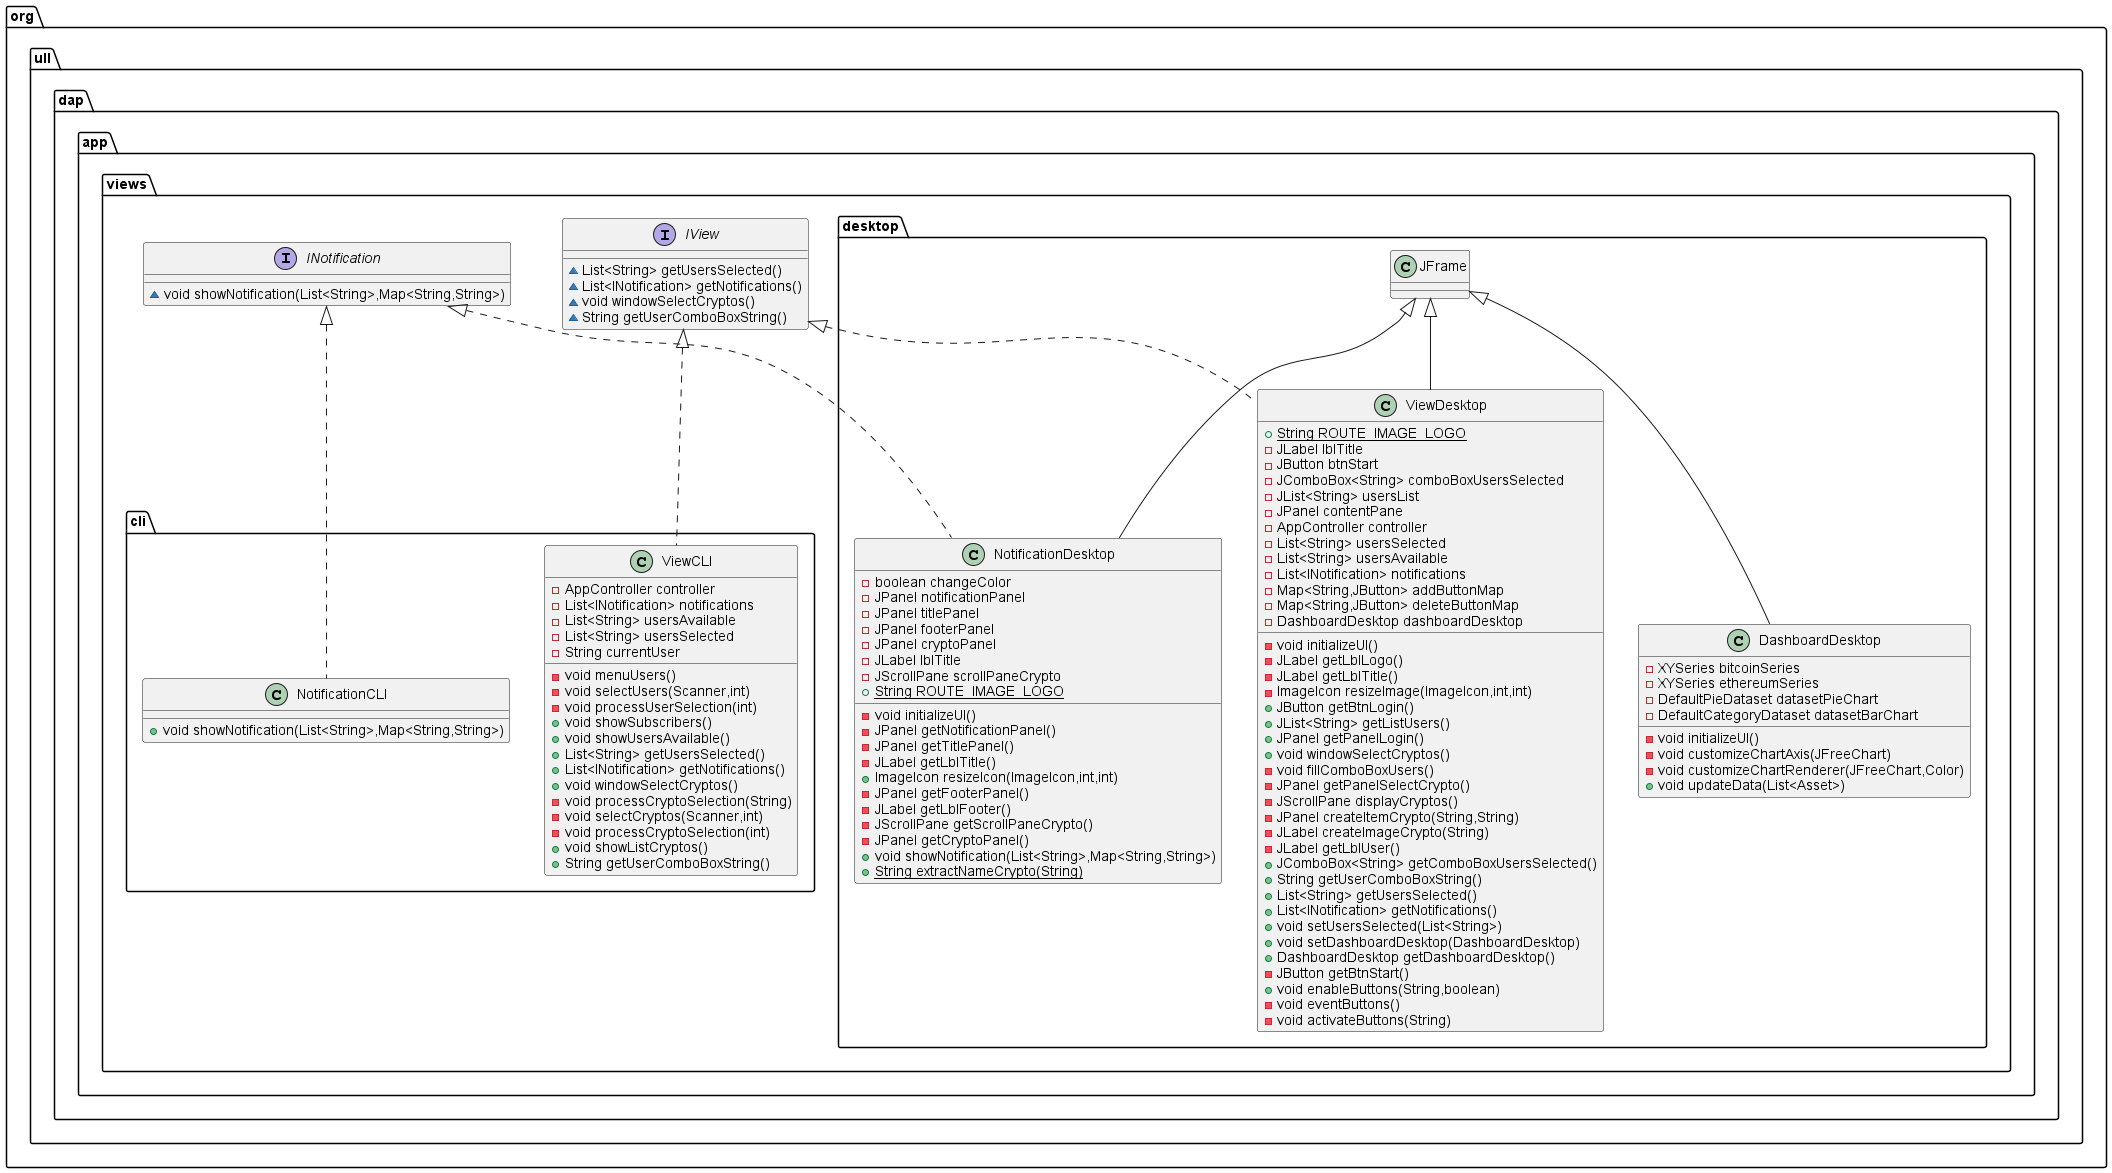 org
ull
dap
app
views
INotification
void showNotification(List<String>,Map<String,String>)
IView
List<String> getUsersSelected()
List<INotification> getNotifications()
void windowSelectCryptos()
String getUserComboBoxString()
desktop
JFrame
ViewDesktop
String ROUTE_IMAGE_LOGO
JLabel lblTitle
JButton btnStart
JComboBox<String> comboBoxUsersSelected
JList<String> usersList
JPanel contentPane
AppController controller
List<String> usersSelected
List<String> usersAvailable
List<INotification> notifications
Map<String,JButton> addButtonMap
Map<String,JButton> deleteButtonMap
DashboardDesktop dashboardDesktop
void initializeUI()
JLabel getLblLogo()
JLabel getLblTitle()
ImageIcon resizeImage(ImageIcon,int,int)
JButton getBtnLogin()
JList<String> getListUsers()
JPanel getPanelLogin()
void windowSelectCryptos()
void fillComboBoxUsers()
JPanel getPanelSelectCrypto()
JScrollPane displayCryptos()
JPanel createItemCrypto(String,String)
JLabel createImageCrypto(String)
JLabel getLblUser()
JComboBox<String> getComboBoxUsersSelected()
String getUserComboBoxString()
List<String> getUsersSelected()
List<INotification> getNotifications()
void setUsersSelected(List<String>)
void setDashboardDesktop(DashboardDesktop)
DashboardDesktop getDashboardDesktop()
JButton getBtnStart()
void enableButtons(String,boolean)
void eventButtons()
void activateButtons(String)
cli
ViewCLI
AppController controller
List<INotification> notifications
List<String> usersAvailable
List<String> usersSelected
String currentUser
void menuUsers()
void selectUsers(Scanner,int)
void processUserSelection(int)
void showSubscribers()
void showUsersAvailable()
List<String> getUsersSelected()
List<INotification> getNotifications()
void windowSelectCryptos()
void processCryptoSelection(String)
void selectCryptos(Scanner,int)
void processCryptoSelection(int)
void showListCryptos()
String getUserComboBoxString()
NotificationCLI
void showNotification(List<String>,Map<String,String>)
NotificationDesktop
boolean changeColor
JPanel notificationPanel
JPanel titlePanel
JPanel footerPanel
JPanel cryptoPanel
JLabel lblTitle
JScrollPane scrollPaneCrypto
String ROUTE_IMAGE_LOGO
void initializeUI()
JPanel getNotificationPanel()
JPanel getTitlePanel()
JLabel getLblTitle()
ImageIcon resizeIcon(ImageIcon,int,int)
JPanel getFooterPanel()
JLabel getLblFooter()
JScrollPane getScrollPaneCrypto()
JPanel getCryptoPanel()
void showNotification(List<String>,Map<String,String>)
String extractNameCrypto(String)
DashboardDesktop
XYSeries bitcoinSeries
XYSeries ethereumSeries
DefaultPieDataset datasetPieChart
DefaultCategoryDataset datasetBarChart
void initializeUI()
void customizeChartAxis(JFreeChart)
void customizeChartRenderer(JFreeChart,Color)
void updateData(List<Asset>)